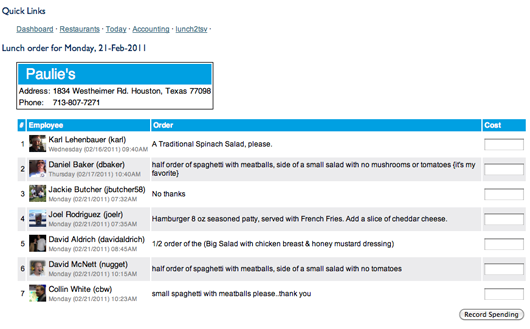 Quick Links
Dashboard · Restaurants · Today · Accounting · lunch2tsv ·
Lunch order for Monday, 21-Feb-2011
Paulie's
Address: 1834 Westheimer Rd. Houston, Texas 77098
Phone: 713-807-7271
# Employee Order Cost
1 Karl Lehenbauer (karl) A Traditional Spinach Salad, please.
Wednesday (02/16/2011) 09:40AM
2 Daniel Baker (dbaker) half order of spaghetti with meatballs, side of a small salad with no mushrooms or tomatoes {it's my
Thursday (02/17/2011) 10:40AM favorite}
3 Jackie Butcher (jbutcher58) No thanks
Monday (02/21/2011) 07:32AM
4 Joel Rodriguez (joelr) Hamburger 8 oz seasoned patty, served with French Fries. Add a slice of cheddar cheese.
Monday (02/21/2011) 07:35AM
5 David Aldrich (davidaldrich) 1/2 order of the (Big Salad with chicken breast & honey mustard dressing)
Monday (02/21/2011) 08:45AM
6 David McNett (nugget) half order of spaghetti with meatballs, side of a small salad with no tomatoes
Monday (02/21/2011) 10:15AM
7 Collin White (cbw) small spaghetti with meatballs please..thank you
Monday (02/21/2011) 10:23AM
Record Spending